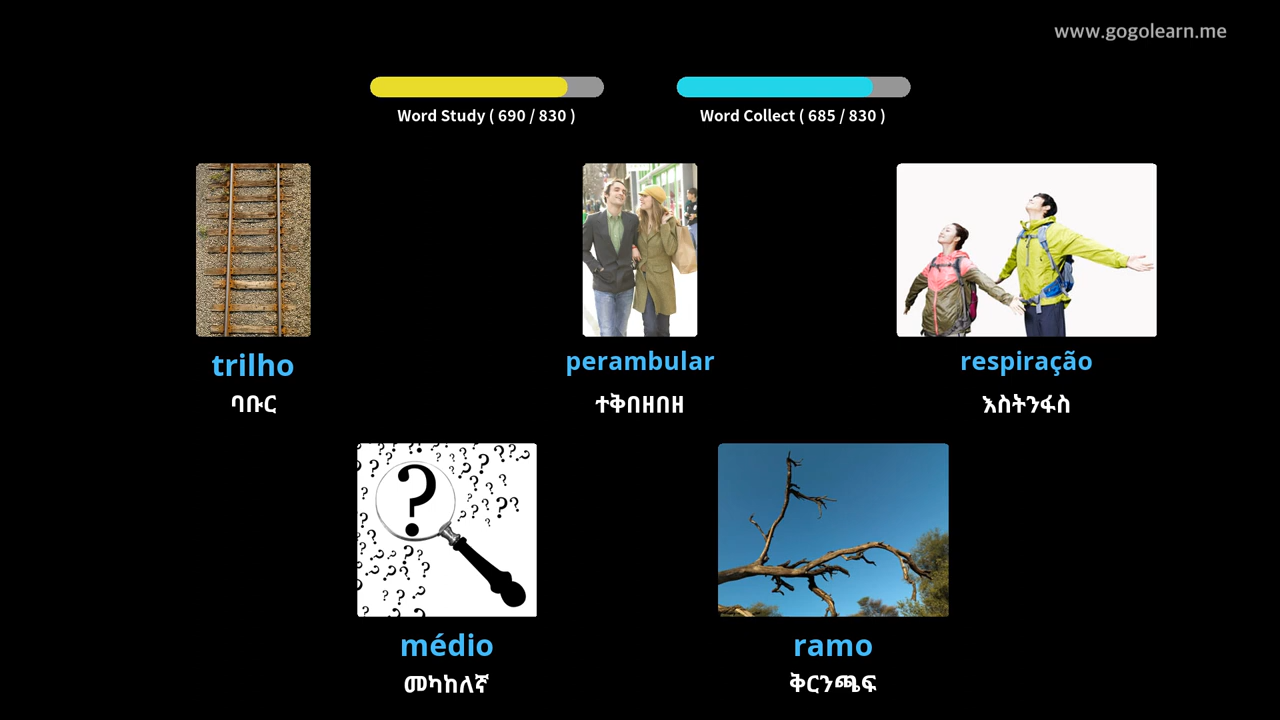 www.gogolearn.me
Word Study ( 690 / 830 )
Word Collect ( 685 / 830 )
trilho
ባቡር
perambular
ተቅበዘበዘ
respiração
እስትንፋስ
médio
መካከለኛ
ramo
ቅርንጫፍ